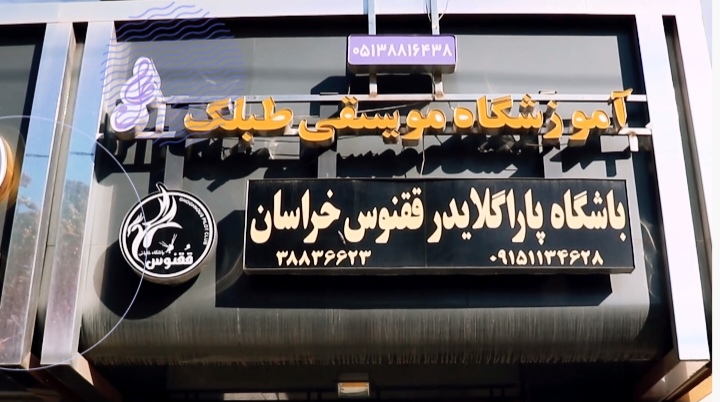 ۰۵۱۳۸۸۱۶۴۳۸
آموزشگاه موسیقی طبلک
باشگاه پاراگلایدر ققنوس خراسان
۰۹۱۵۱۱۳۴۶۲۸ ۳۸۸۳۶۶۲۳
ققنوس